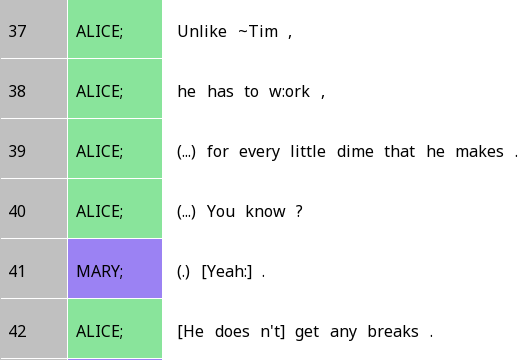 37 ALICE; Unlike ~Tim ,
38 ALICE; he has to w:ork ,
39 ALICE; (...) for every little dime that he makes .
40 ALICE; (...) You know ?
41 MARY; (.) [Yeah:] .
42 ALICE; [He does n't] get any breaks .